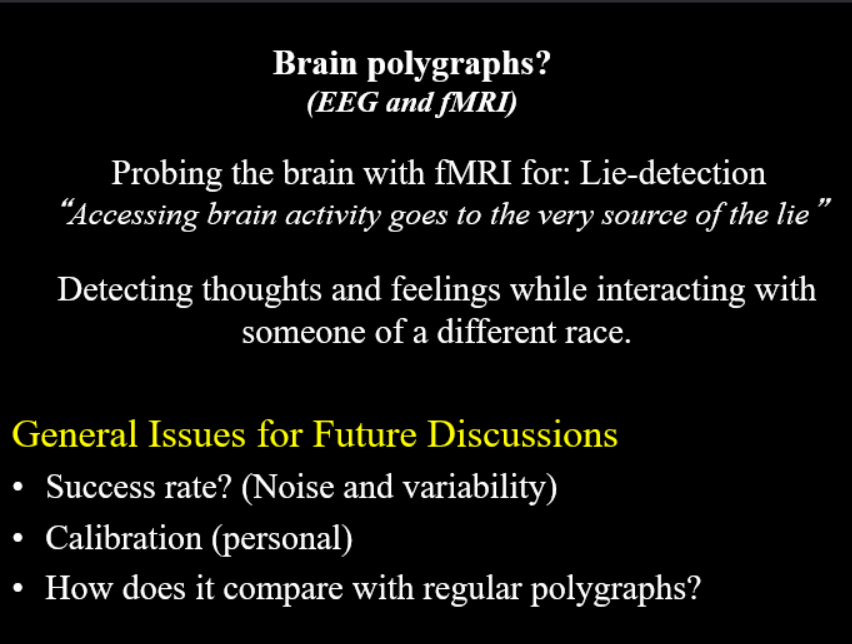 Brain polygraphs?
(EEG and fMRI)
Probing the brain with fMRI for: Lie-detection
“Accessing brain activity goes to the very source of the lie”
Detecting thoughts and feelings while interacting with
someone of a different race.
General Issues for Future Discussions
• Success rate? (Noise and variability)
• Calibration (personal)
• How does it compare with regular polygraphs?